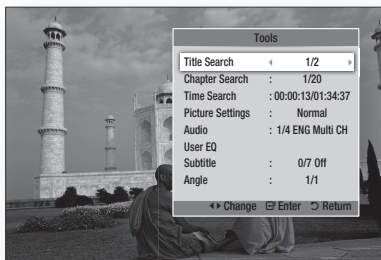 Tools
Title Search 1/2
Chapter Search : 1/20
Time Search : 00:00:13/01:34:37
Picture Settings : Normal
Audio : 1/4 ENG Multi CH
User EQ
Subtitle : 0/7 Off
Angle : 1/1
Change Enter Return